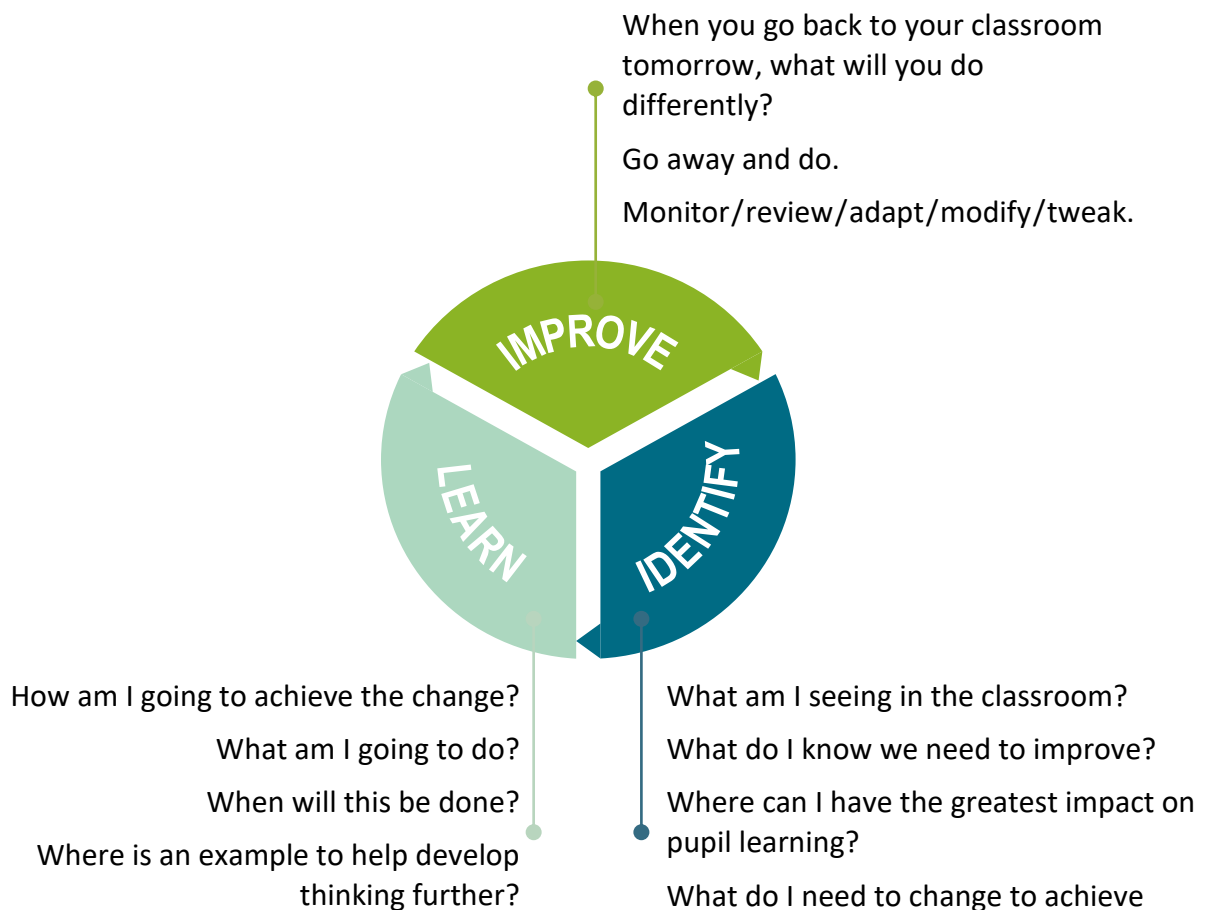 When you go back to your classroom
tomorrow, what will you do
differently?
Go away and do.
Monitor/review/adapt/modify/tweak.
IMPROVE
LEARN
IDENTIFY
How am I going to achieve the change?
What am I going to do?
When will this be done?
Where is an example to help develop
thinking further?
What am I seeing in the classroom?
What do I know we need to improve?
Where can I have the greatest impact on
pupil learning?
What do I need to change to achieve